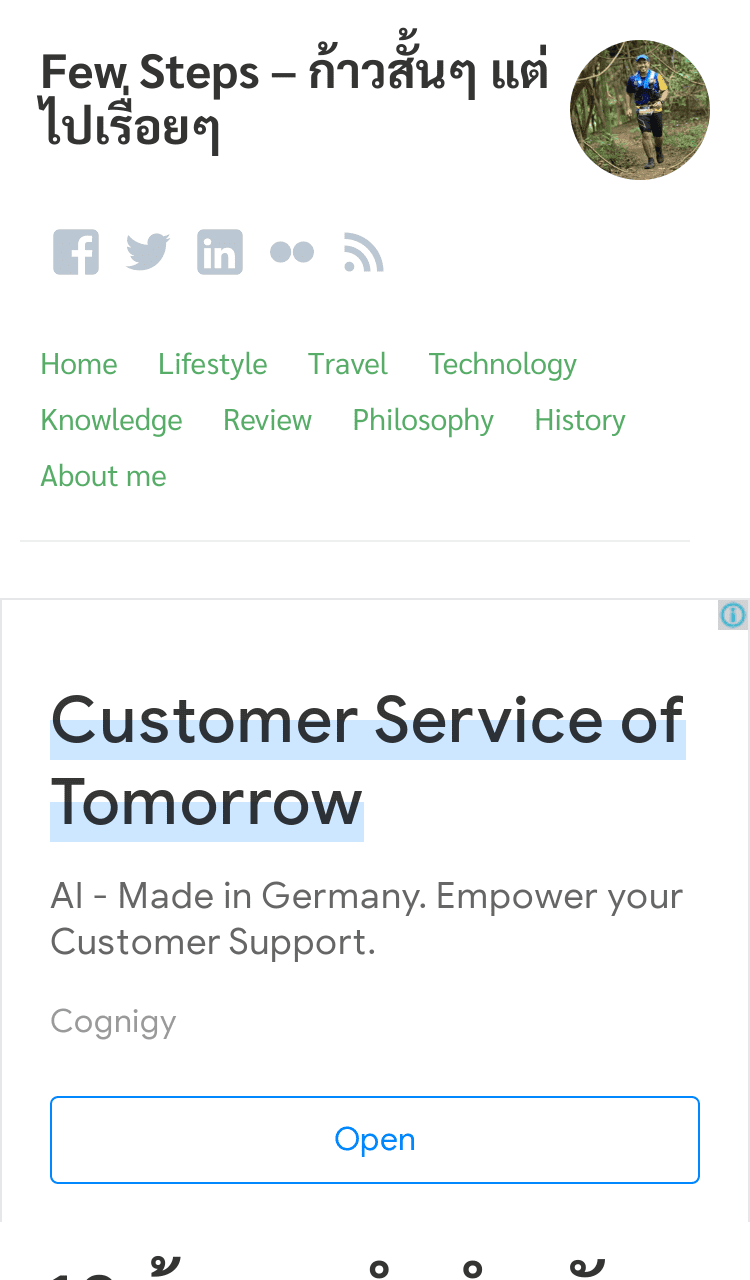 Few Steps – ก้าวสั้นๆ แต่
ไปเรื่อยๆ
Home Lifestyle Travel Technology
Knowledge Review Philosophy History
About me
Customer Service of
Tomorrow
AI - Made in Germany. Empower your
Customer Support.
Cognigy
Open